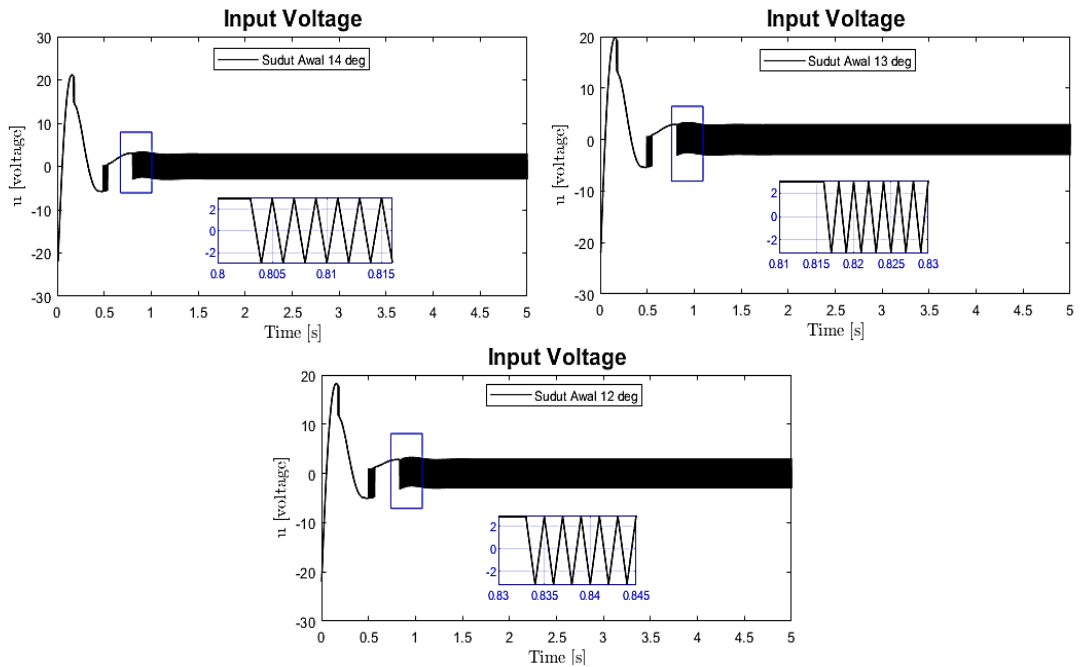 Input Voltage
30
20
10
0
-10
-20
-30
u [voltage]
Sudut Awal 14 deg
2
0
-2
0.8 0.805 0.81 0.815
0 0.5 1 1.5 2 2.5 3 3.5 4 4.5 5
Time [s]
Input Voltage
20
10
0
-10
-20
-30
u [voltage]
Sudut Awal 13 deg
2
0
-2
0.81 0.815 0.82 0.825 0.83
0 0.5 1 1.5 2 2.5 3 3.5 4 4.5 5
Time [s]
Input Voltage
20
10
0
-10
-20
-30
u [voltage]
Sudut Awal 12 deg
2
0
-2
0.83 0.835 0.84 0.845
0 0.5 1 1.5 2 2.5 3 3.5 4 4.5 5
Time [s]